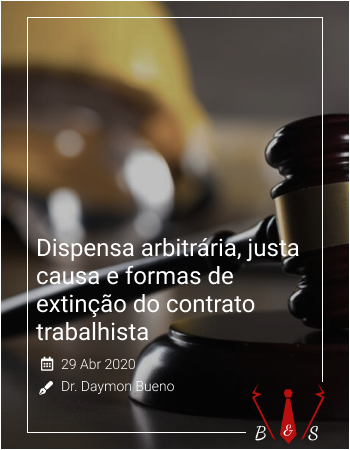 Dispensa arbitrária, justa
causa e formas de
extinção do contrato
trabalhista
29 Abr 2020
Dr. Daymon Bueno
B & S